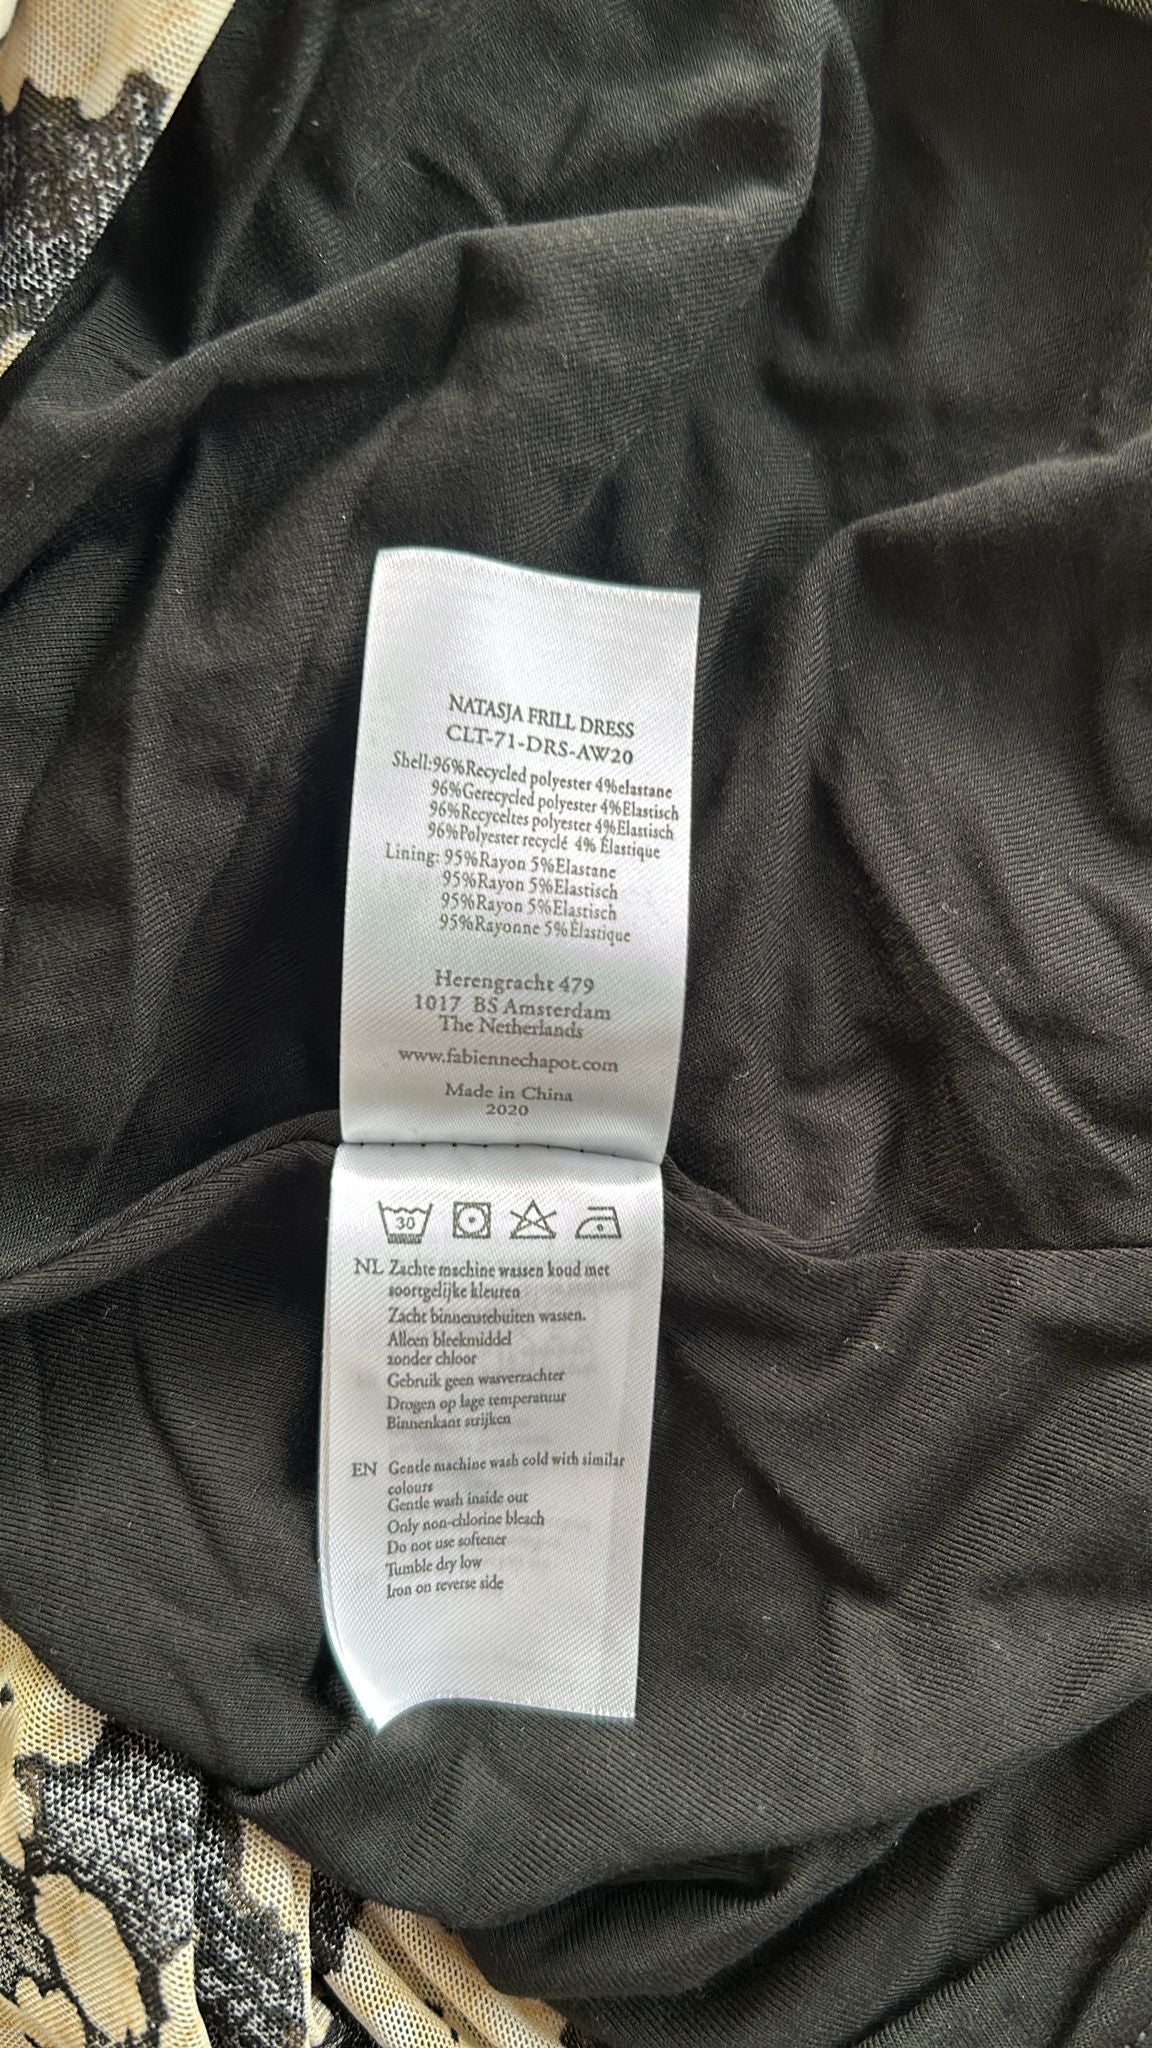 NATASJA FRILL DRESS
CLT-71-DRS-AW20
Shell:96%Recycled polyester 4%elastane
96%Gerecycled polyester 4%Elastisch
96%Recyceltes polyester 4%Elastisch
96%Polyester recyclé 4% Élastique
Lining: 95%Rayon 5%Elastane
95%Rayon 5%Elastisch
95%Rayon 5%Elastisch
95%Rayonne 5%Élastique
Herengracht 479
1017 BS Amsterdam
The Netherlands
www.fabiennechapot.com
Made in China
2020
30
NL Zachte machine wassen koud met
soortgelijke kleuren
Zacht binnenstebuiten wassen.
Alleen bleekmiddel
zonder chloor
Gebruik geen wasverzachter
Drogen op lage temperatuur
Binnenkant strijken
EN Gentle machine wash cold with similar
colours
Gentle wash inside out
Only non-chlorine bleach
Do not use softener
Tumble dry low
Iron on reverse side